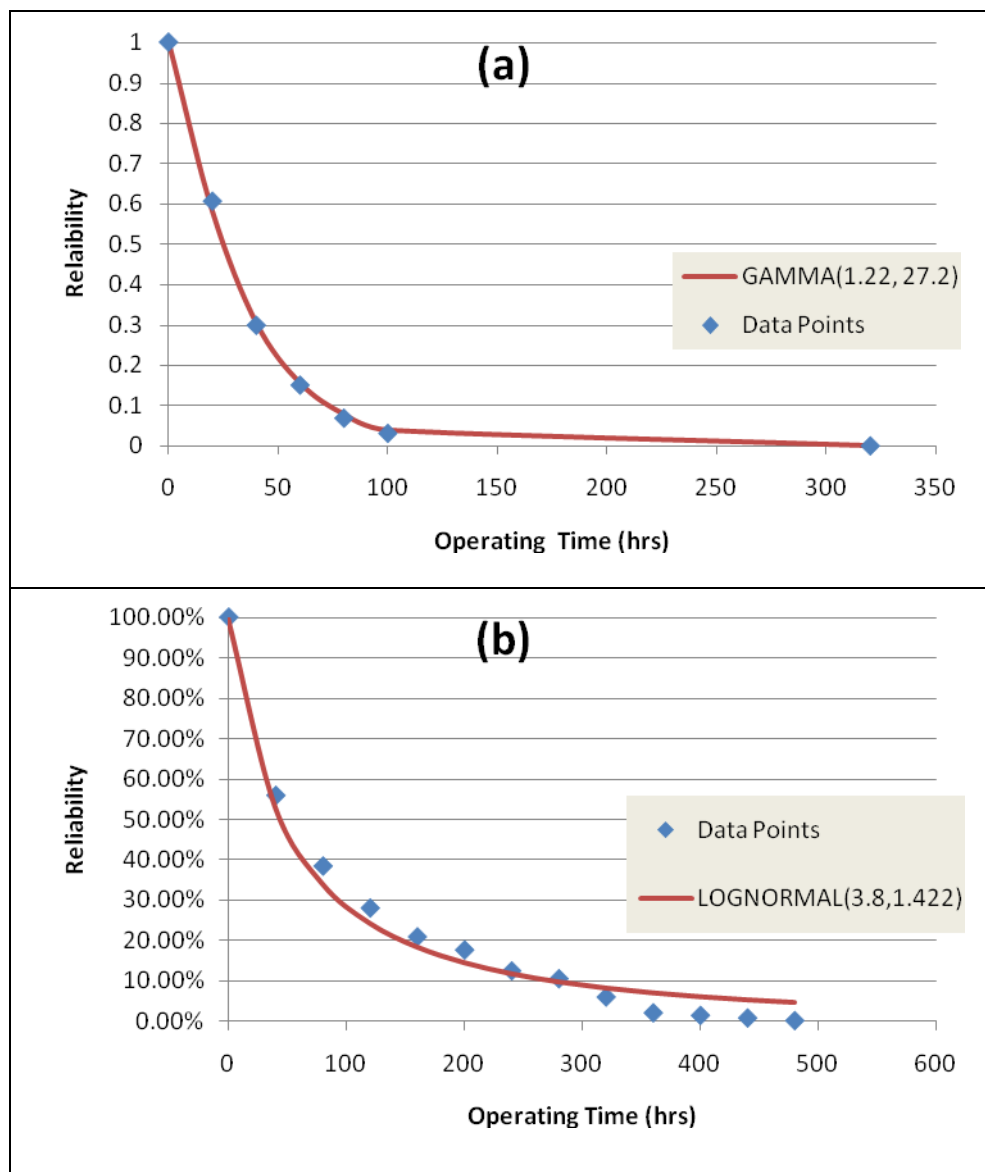 (a)
1
0.9
0.8
0.7
0.6
0.5
0.4
0.3
0.2
0.1
0
Relaibility
GAMMA(1.22, 27.2)
Data Points
0 50 100 150 200 250 300 350
Operating Time (hrs)
(b)
100.00%
90.00%
80.00%
70.00%
60.00%
50.00%
40.00%
30.00%
20.00%
10.00%
0.00%
Reliability
Data Points
LOGNORMAL(3.8,1.422)
0 100 200 300 400 500 600
Operating Time (hrs)